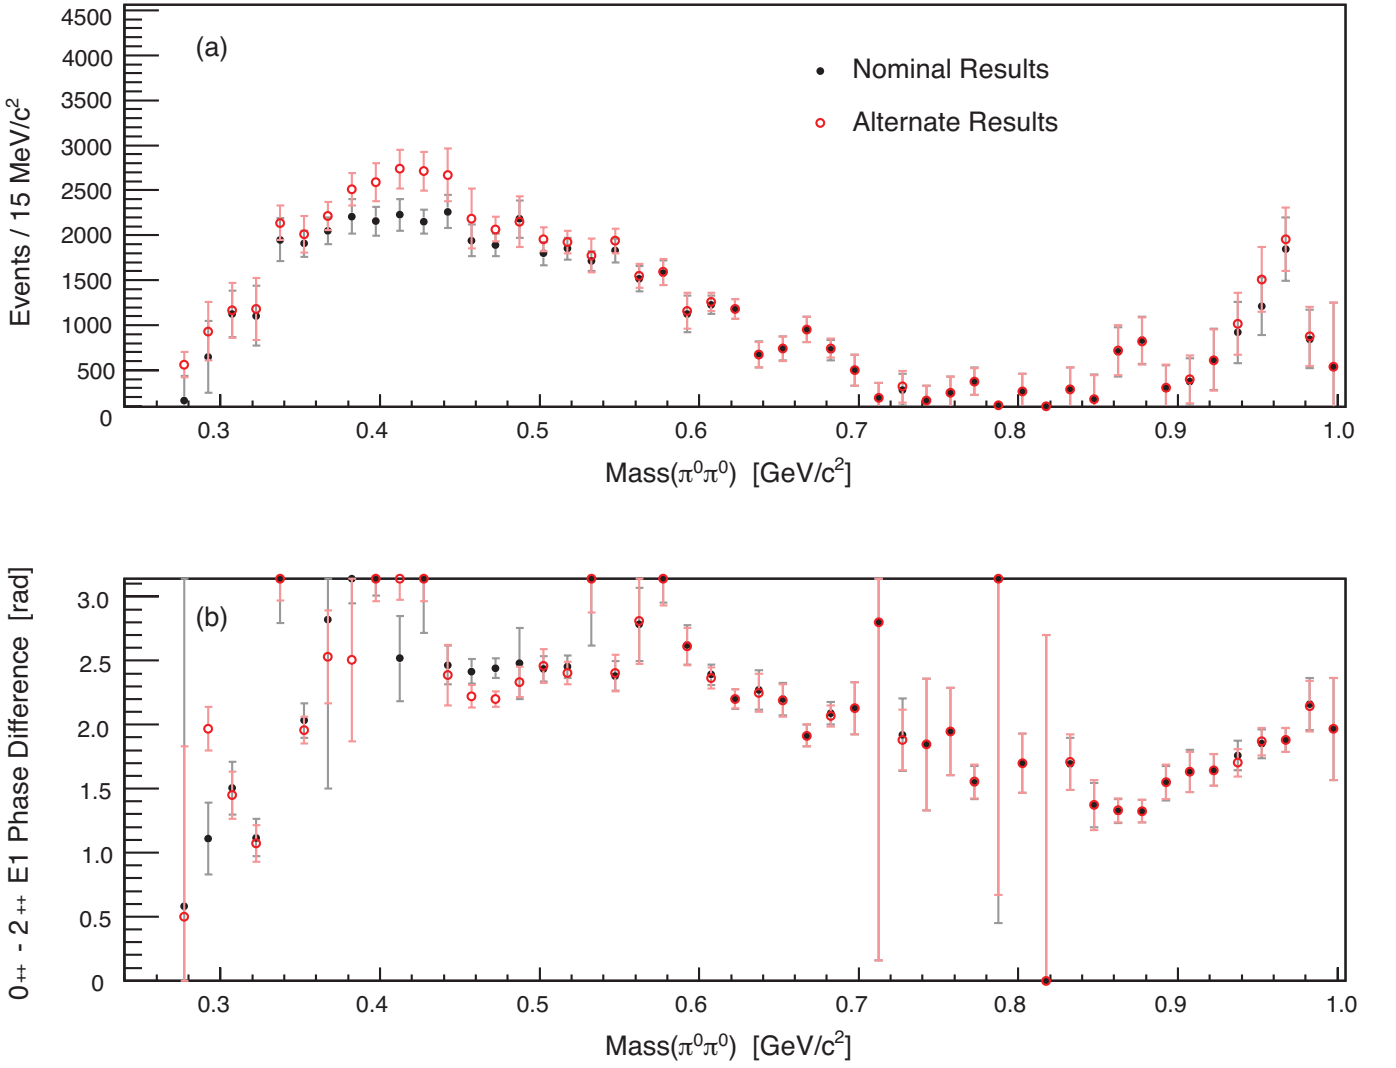 (a)
Nominal Results
Alternate Results
Events / 15 MeV/c²
4500
4000
3500
3000
2500
2000
1500
1000
500
0
0.3 0.4 0.5 0.6 0.7 0.8 0.9 1.0
Mass(π⁰π⁰) [GeV/c²]
(b)
0⁺⁺ - 2⁺⁺ E1 Phase Difference [rad]
3.0
2.5
2.0
1.5
1.0
0.5
0
0.3 0.4 0.5 0.6 0.7 0.8 0.9 1.0
Mass(π⁰π⁰) [GeV/c²]